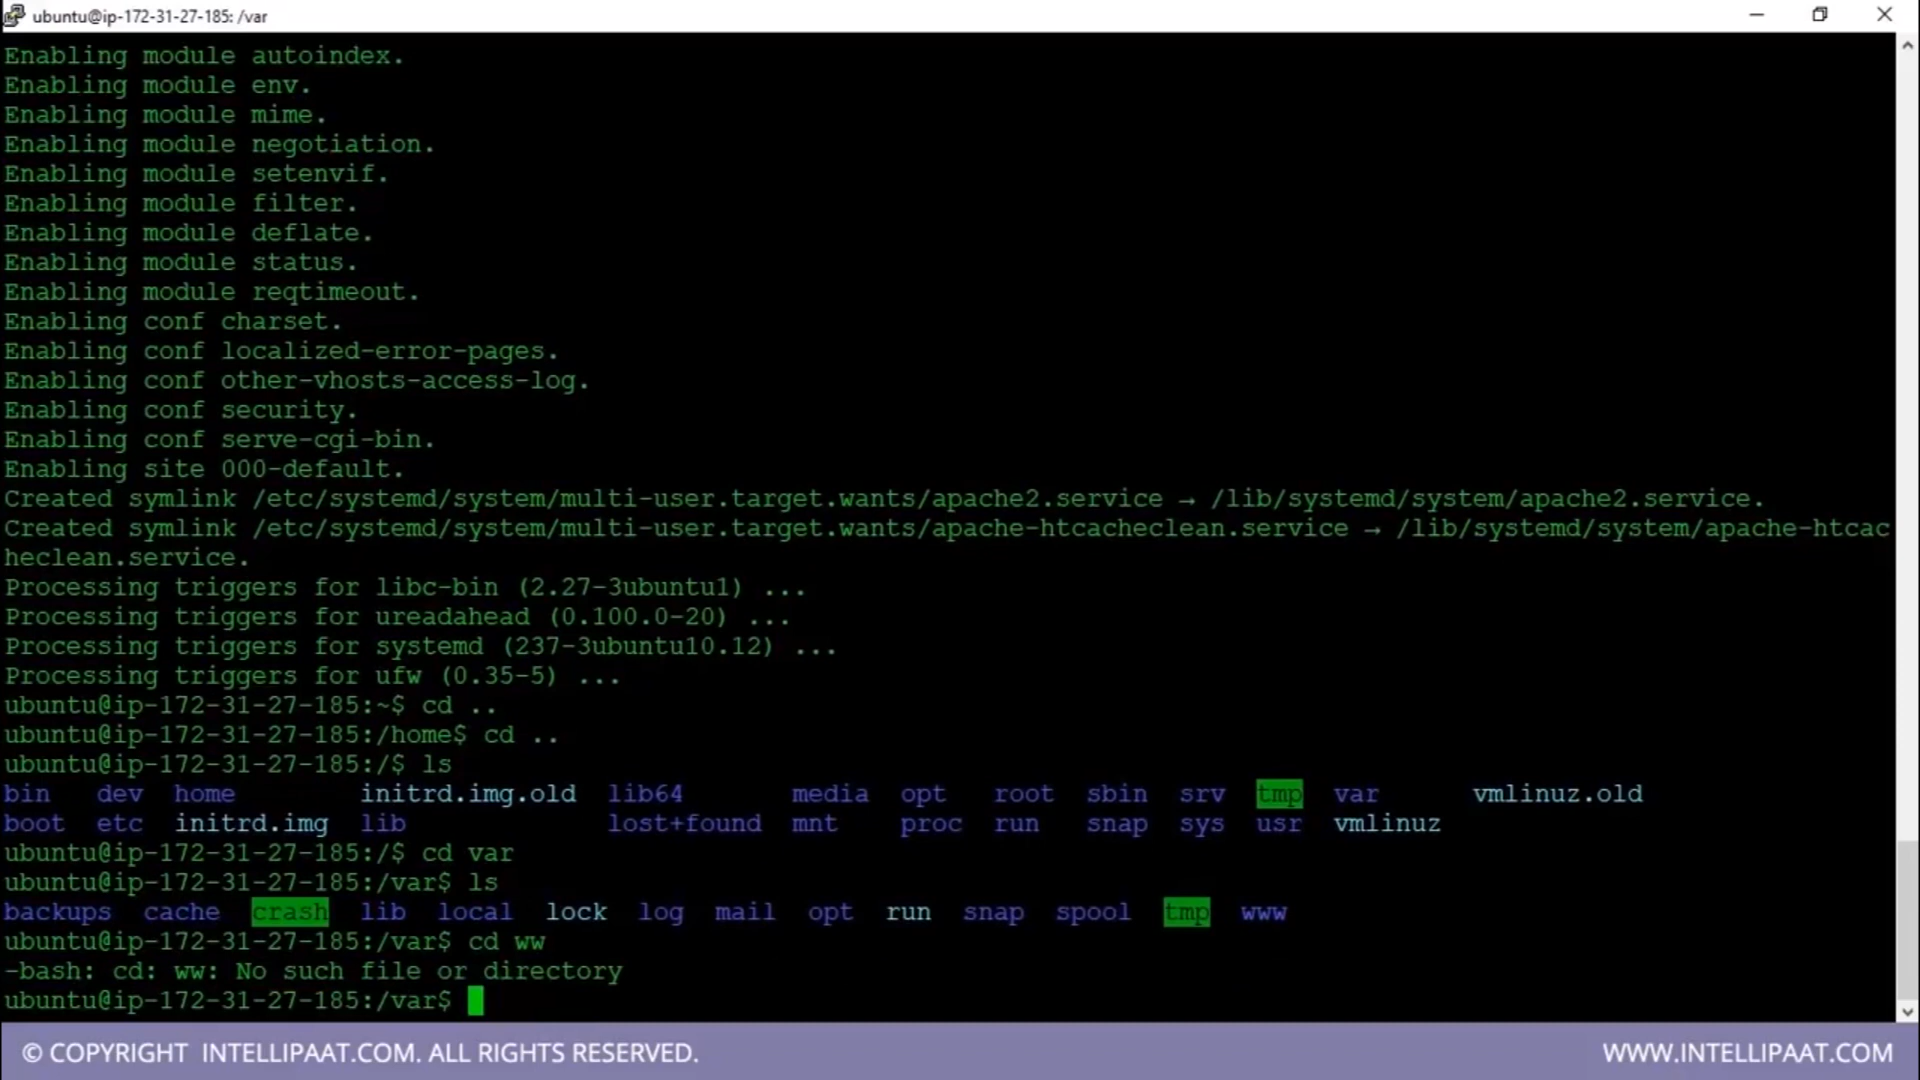 ubuntu@ip-172-31-27-185: /var
Enabling module autoindex.
Enabling module env.
Enabling module mime.
Enabling module negotiation.
Enabling module setenvif.
Enabling module filter.
Enabling module deflate.
Enabling module status.
Enabling module reqtimeout.
Enabling conf charset.
Enabling conf localized-error-pages.
Enabling conf other-vhosts-access-log.
Enabling conf security.
Enabling conf serve-cgi-bin.
Enabling site 000-default.
Created symlink /etc/systemd/system/multi-user.target.wants/apache2.service → /lib/systemd/system/apache2.service.
Created symlink /etc/systemd/system/multi-user.target.wants/apache-htcacheclean.service → /lib/systemd/system/apache-htcac
heclean.service.
Processing triggers for libc-bin (2.27-3ubuntu1) ...
Processing triggers for ureadahead (0.100.0-20) ...
Processing triggers for systemd (237-3ubuntu10.12) ...
Processing triggers for ufw (0.35-5) ...
ubuntu@ip-172-31-27-185:~$ cd ..
ubuntu@ip-172-31-27-185:/home$ cd ..
ubuntu@ip-172-31-27-185:/$ ls
bin dev home initrd.img.old lib64 media opt root sbin srv tmp var vmlinuz.old
boot etc initrd.img lib lost+found mnt proc run snap sys usr vmlinuz
ubuntu@ip-172-31-27-185:/$ cd var
ubuntu@ip-172-31-27-185:/var$ ls
backups cache crash lib local lock log mail opt run snap spool tmp www
ubuntu@ip-172-31-27-185:/var$ cd ww
-bash: cd: ww: No such file or directory
ubuntu@ip-172-31-27-185:/var$
© COPYRIGHT INTELLIPAAT.COM. ALL RIGHTS RESERVED.
WWW.INTELLIPAAT.COM